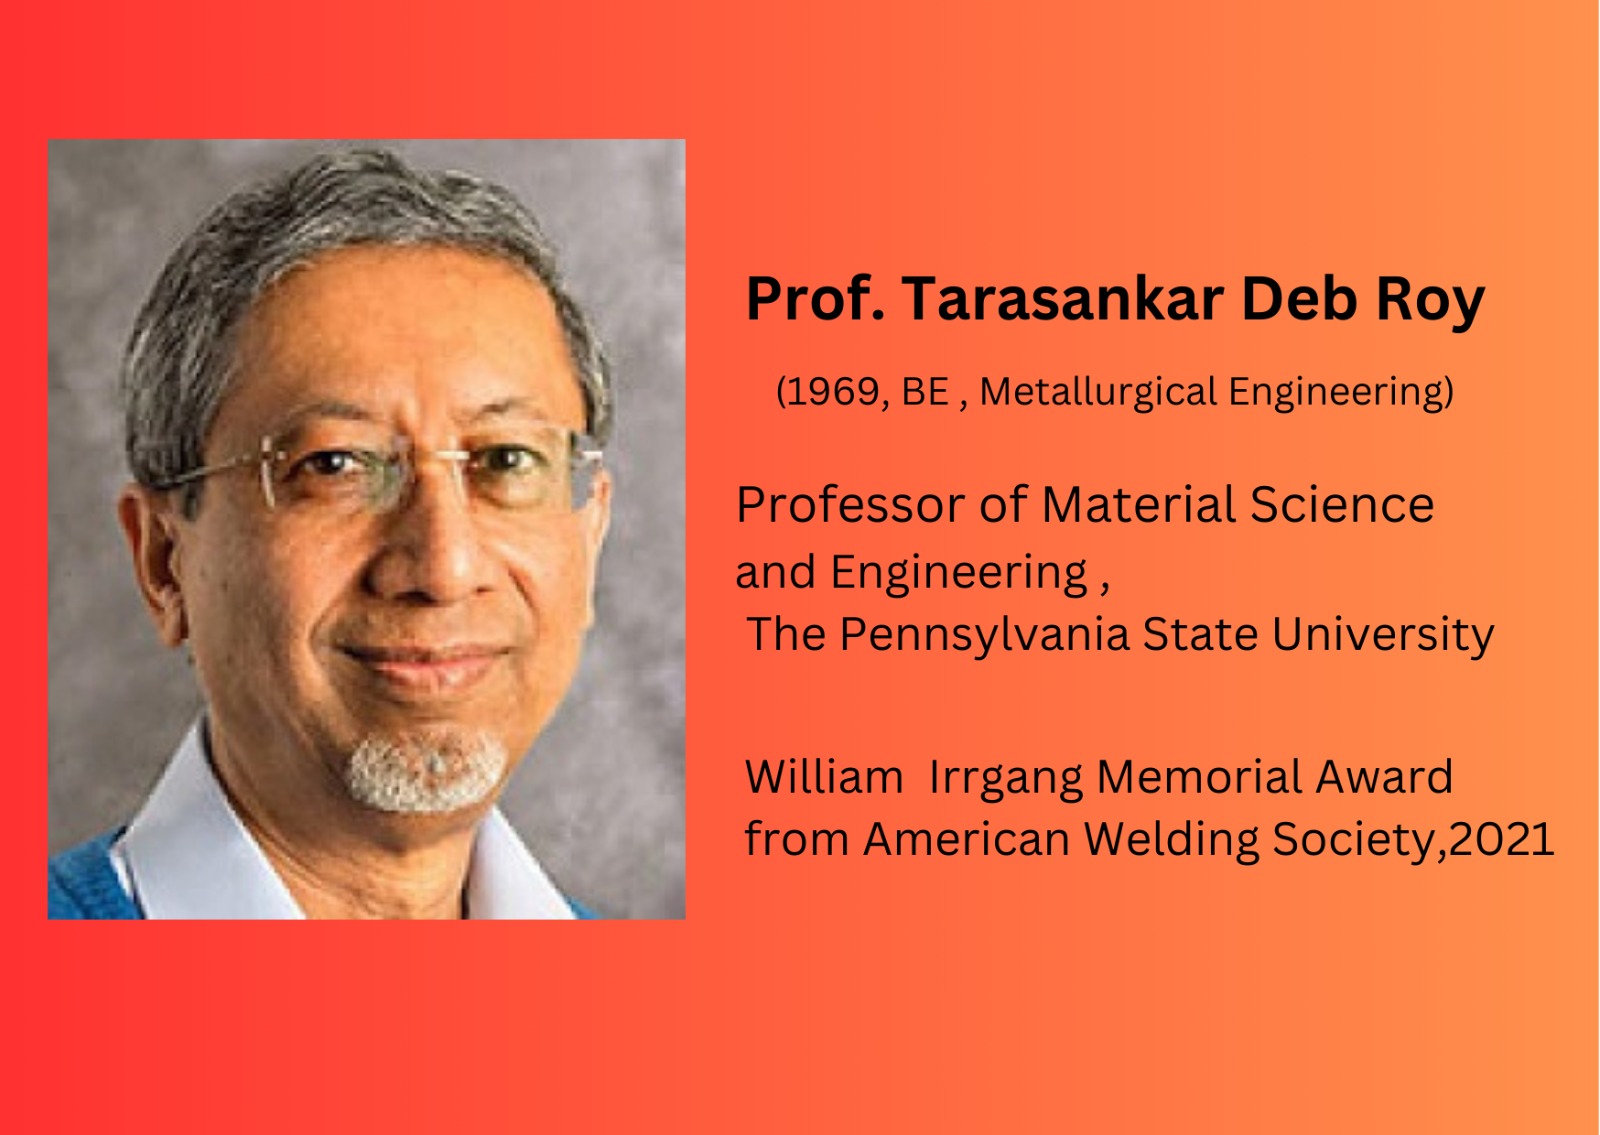 Prof. Tarasankar Deb Roy
(1969, BE , Metallurgical Engineering)
Professor of Material Science
and Engineering ,
The Pennsylvania State University
William  Irrgang Memorial Award
from American Welding Society,2021